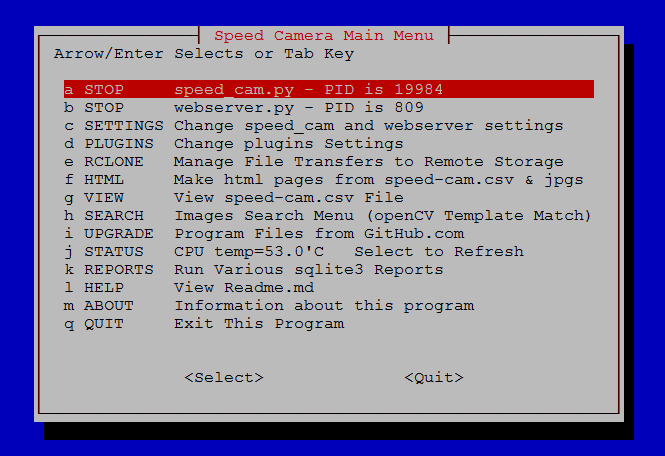 Speed Camera Main Menu
Arrow/Enter Selects or Tab Key
a STOP speed_cam.py - PID is 19984
b STOP webserver.py - PID is 809
c SETTINGS Change speed_cam and webserver settings
d PLUGINS Change plugins Settings
e RCLONE Manage File Transfers to Remote Storage
f HTML Make html pages from speed-cam.csv & jpgs
g VIEW View speed-cam.csv File
h SEARCH Images Search Menu (openCV Template Match)
i UPGRADE Program Files from GitHub.com
j STATUS CPU temp=53.0'C Select to Refresh
k REPORTS Run Various sqlite3 Reports
l HELP View Readme.md
m ABOUT Information about this program
q QUIT Exit This Program
<Select> <Quit>